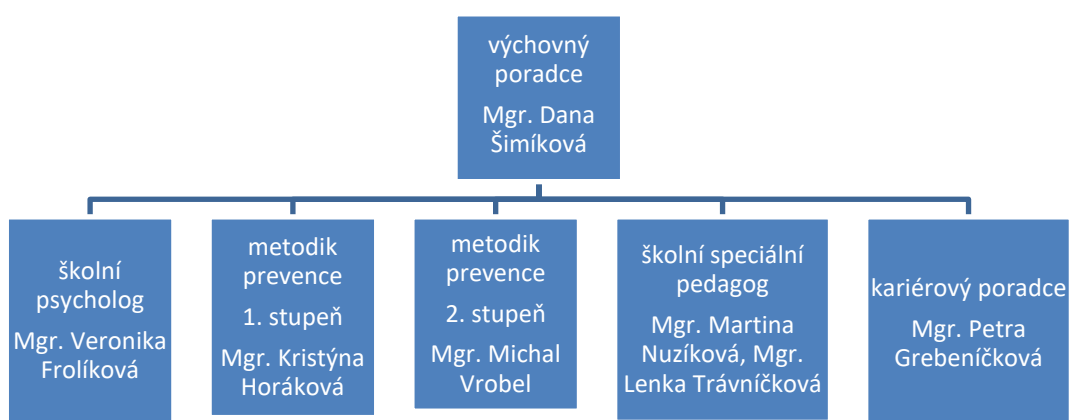 výchovný
poradce
Mgr. Dana
Šimíková
školní
psycholog
Mgr. Veronika
Frolíková
metodik
prevence
1. stupeň
Mgr. Kristýna
Horáková
metodik
prevence
2. stupeň
Mgr. Michal
Vrobel
školní speciální
pedagog
Mgr. Martina
Nuzíková, Mgr.
Lenka Trávníčková
kariérový poradce
Mgr. Petra
Grebeníčková